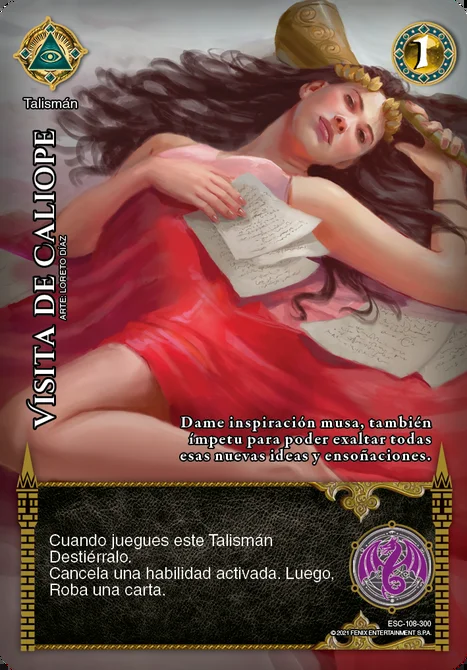 1
Talismán
VISITA DE CALIOPE
ARTE: LORETO DÍAZ
Dame inspiración musa, también
ímpetu para poder exaltar todas
esas nuevas ideas y ensoñaciones.
Cuando juegues este Talismán
Destiérralo.
Cancela una habilidad activada. Luego,
Roba una carta.
ESC-108-300
© 2021 FENIX ENTERTAINMENT S.P.A.